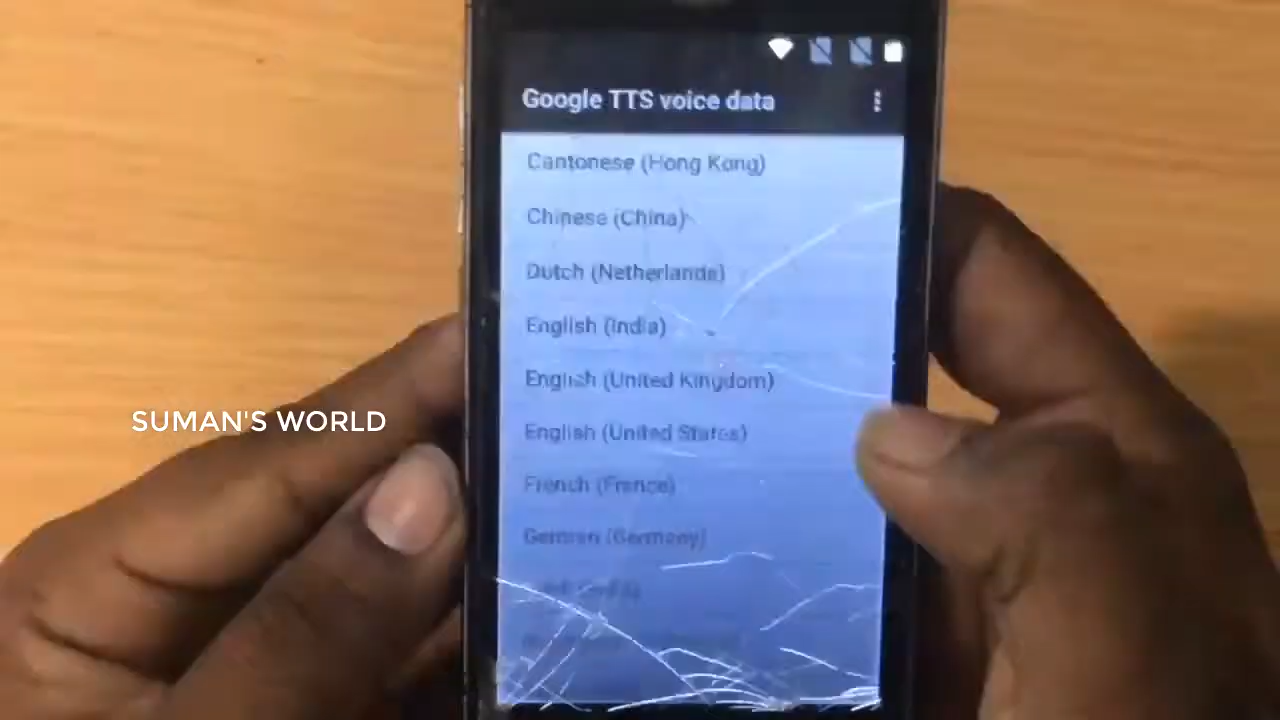 Google TTS voice data
Cantonese (Hong Kong)
Chinese (China)
Dutch (Netherlands)
English (India)
English (United Kingdom)
English (United States)
French (France)
German (Germany)
SUMAN'S WORLD